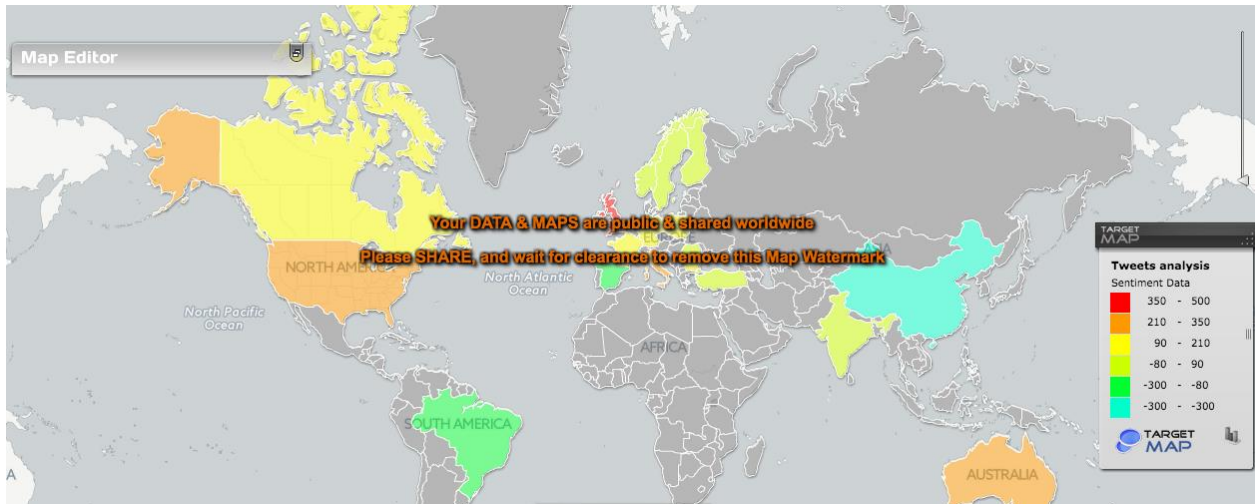 Map Editor
Your DATA & MAPS are public & shared worldwide
Please SHARE, and wait for clearance to remove this Map Watermark
NORTH AMERICA
North Atlantic
Ocean
North Pacific
Ocean
ASIA
AFRICA
SOUTH AMERICA
AUSTRALIA
TARGET
MAP
Tweets analysis
Sentiment Data
350 - 500
210 - 350
90 - 210
-80 - 90
-300 - -80
-300 - -300
TARGET
MAP
A